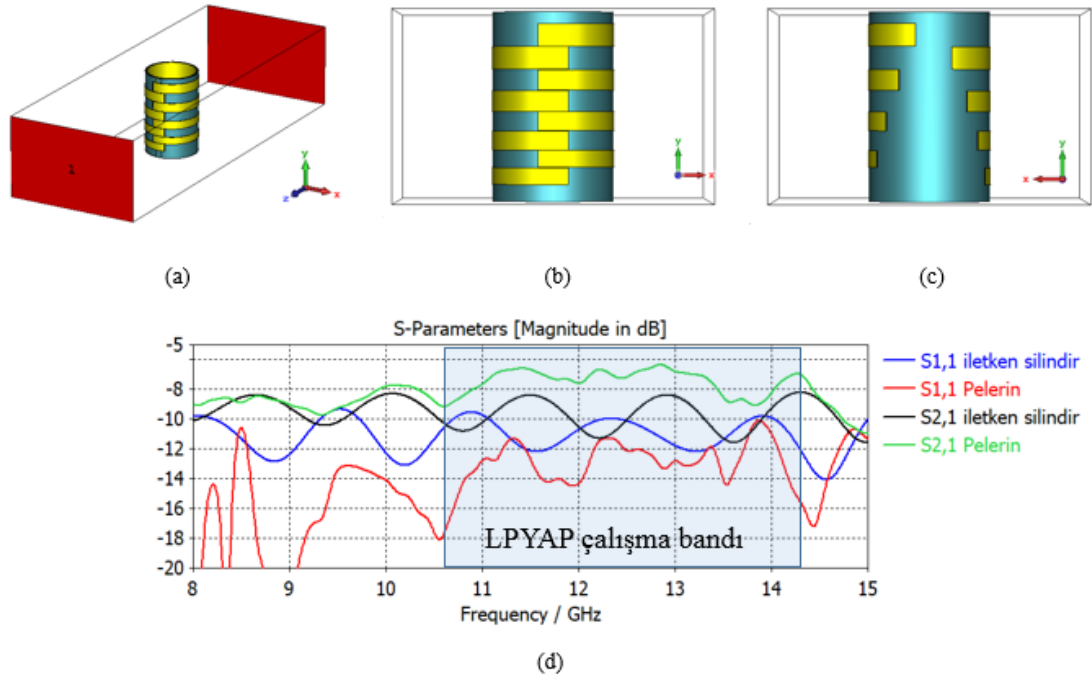 1
y
x
z
y
x
y
x
(a)
(b)
(c)
S-Parameters [Magnitude in dB]
-5
-8
-10
-12
-14
-16
-18
-20
8
9
10
11
12
13
14
15
Frequency / GHz
LPYAP çalışma bandı
S1,1 iletken silindir
S1,1 Pelerin
S2,1 iletken silindir
S2,1 Pelerin
(d)